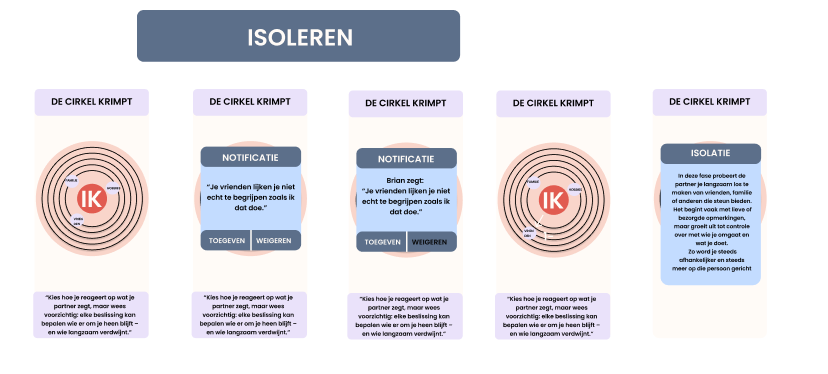 ISOLEREN
DE CIRKEL KRIMPT
FAMILIE
HOBBIES
IK
VRIEN
DEN
“Kies hoe je reageert op wat je
partner zegt, maar wees
voorzichtig: elke beslissing kan
bepalen wie er om je heen blijft –
en wie langzaam verdwijnt.”
DE CIRKEL KRIMPT
NOTIFICATIE
“Je vrienden lijken je niet
echt te begrijpen zoals ik
dat doe.”
TOEGEVEN
WEIGEREN
“Kies hoe je reageert op wat je
partner zegt, maar wees
voorzichtig: elke beslissing kan
bepalen wie er om je heen blijft –
en wie langzaam verdwijnt.”
DE CIRKEL KRIMPT
NOTIFICATIE
Brian zegt:
“Je vrienden lijken je niet
echt te begrijpen zoals ik
dat doe.”
TOEGEVEN
WEIGEREN
“Kies hoe je reageert op wat je
partner zegt, maar wees
voorzichtig: elke beslissing kan
bepalen wie er om je heen blijft –
en wie langzaam verdwijnt.”
DE CIRKEL KRIMPT
FAMILIE
HOBBIES
IK
VRIEN
DEN
“Kies hoe je reageert op wat je
partner zegt, maar wees
voorzichtig: elke beslissing kan
bepalen wie er om je heen blijft –
en wie langzaam verdwijnt.”
DE CIRKEL KRIMPT
ISOLATIE
In deze fase probeert de
partner je langzaam los te
maken van vrienden, familie
of anderen die steun bieden.
Het begint vaak met lieve of
bezorgde opmerkingen,
maar groeit uit tot controle
over met wie je omgaat en
wat je doet.
Zo word je steeds
afhankelijker en steeds
meer op die persoon gericht